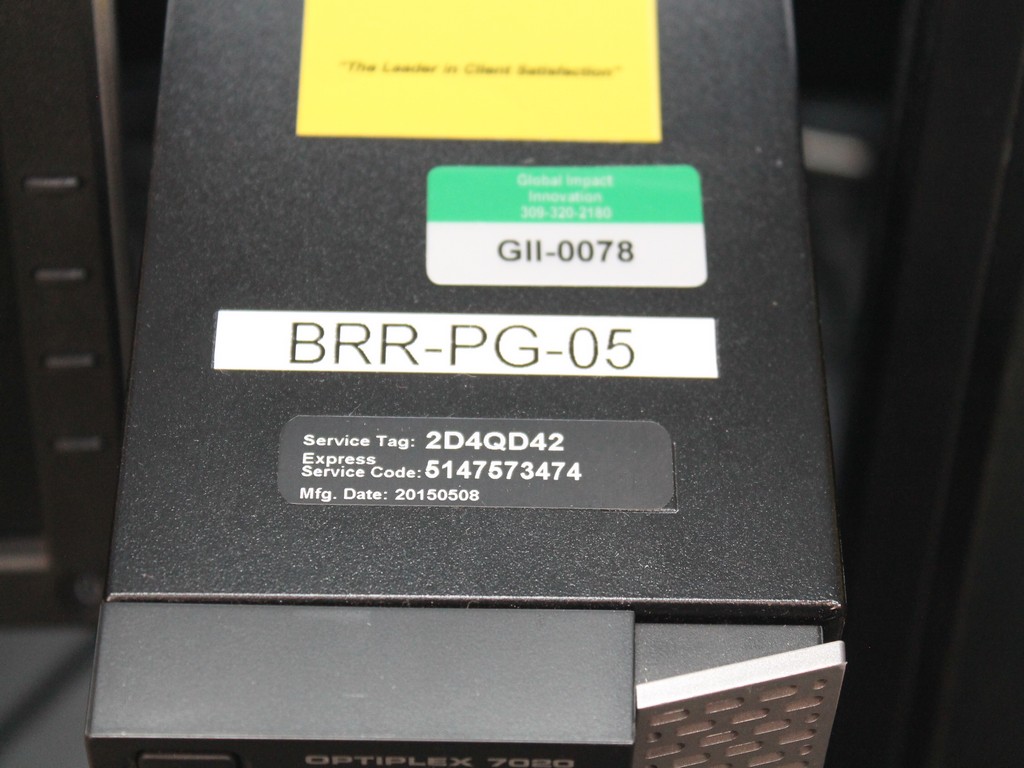 "The Leader in Client Satisfaction"
Global Impact
Innovation
309-320-2180
GII-0078
BRR-PG-05
Service Tag: 2D4QD42
Express
Service Code: 5147573474
Mfg. Date: 20150508
OPTIPLEX 7020